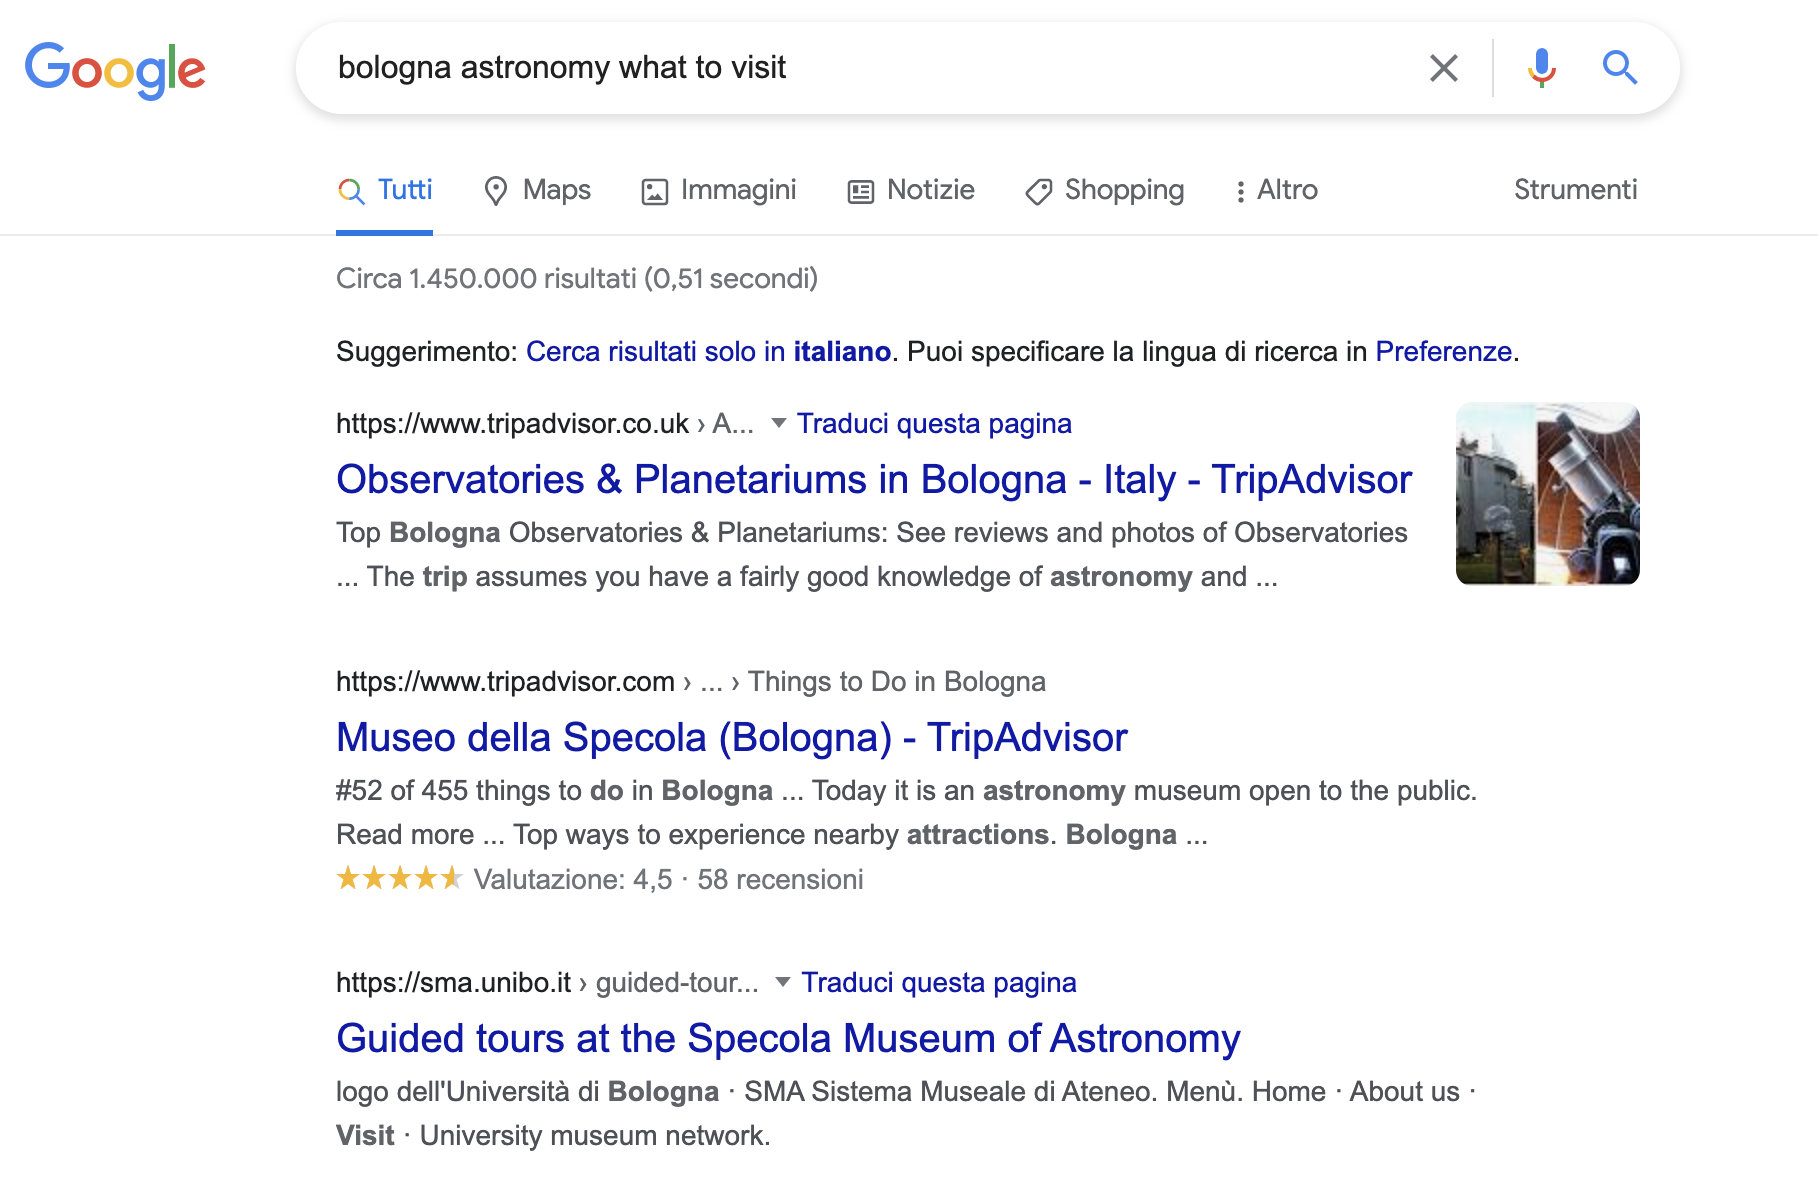 Google
bologna astronomy what to visit
Tutti Maps Immagini Notizie Shopping Altro Strumenti
Circa 1.450.000 risultati (0,51 secondi)
Suggerimento: Cerca risultati solo in italiano. Puoi specificare la lingua di ricerca in Preferenze.
https://www.tripadvisor.co.uk › A... Traduci questa pagina
Observatories & Planetariums in Bologna - Italy - TripAdvisor
Top Bologna Observatories & Planetariums: See reviews and photos of Observatories
... The trip assumes you have a fairly good knowledge of astronomy and ...
https://www.tripadvisor.com › ... › Things to Do in Bologna
Museo della Specola (Bologna) - TripAdvisor
#52 of 455 things to do in Bologna ... Today it is an astronomy museum open to the public.
Read more ... Top ways to experience nearby attractions. Bologna ...
Valutazione: 4,5 · 58 recensioni
https://sma.unibo.it › guided-tour... Traduci questa pagina
Guided tours at the Specola Museum of Astronomy
logo dell'Università di Bologna · SMA Sistema Museale di Ateneo. Menù. Home · About us ·
Visit · University museum network.